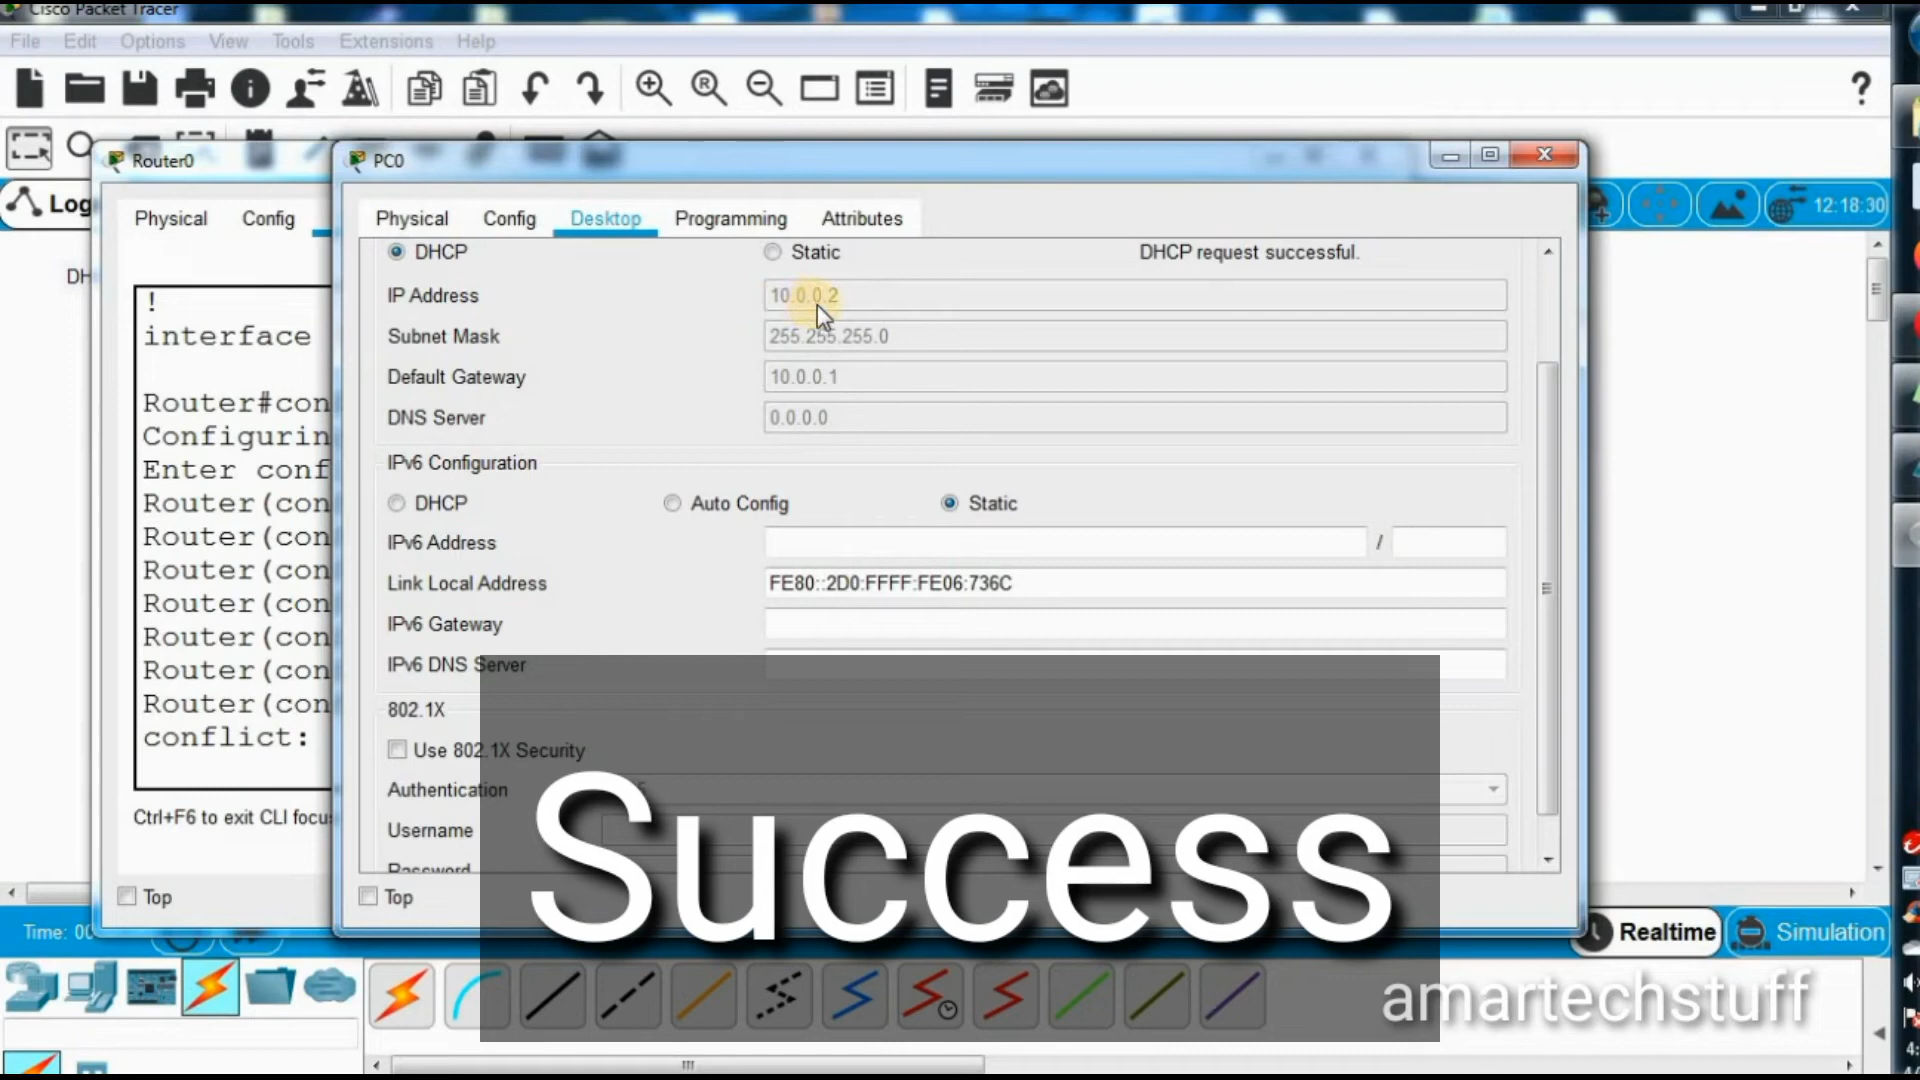 Cisco Packet Tracer
File Edit Options View Tools Extensions Help
Router0
PC0
Physical Config
Physical Config Desktop Programming Attributes
12:18:30
DHCP Static DHCP request successful.
IP Address 10.0.0.2
Subnet Mask 255.255.255.0
Default Gateway 10.0.0.1
DNS Server 0.0.0.0
IPv6 Configuration
DHCP Auto Config Static
IPv6 Address /
Link Local Address FE80::2D0:FFFF:FE06:736C
IPv6 Gateway
IPv6 DNS Server
802.1X
Use 802.1X Security
Authentication
Username
Password
Top
!
interface
Router#con
Configurin
Enter conf
Router(con
Router(con
Router(con
Router(con
Router(con
Router(con
Router(con
conflict:
Ctrl+F6 to exit CLI focu
Top
Log
DH
Time: 00
Realtime Simulation
Success
amartechstuff